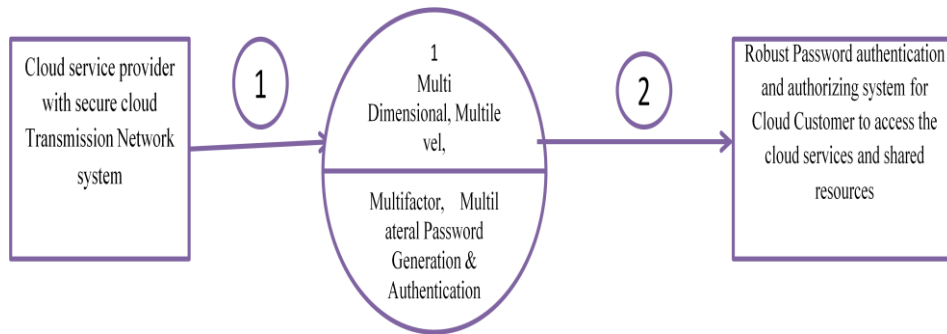 Cloud service provider
with secure cloud
Transmission Network
system
1
1
Multi
Dimensional, Multile
vel,
Multifactor, Multil
ateral Password
Generation &
Authentication
2
Robust Password authentication
and authorizing system for
Cloud Customer to access the
cloud services and shared
resources